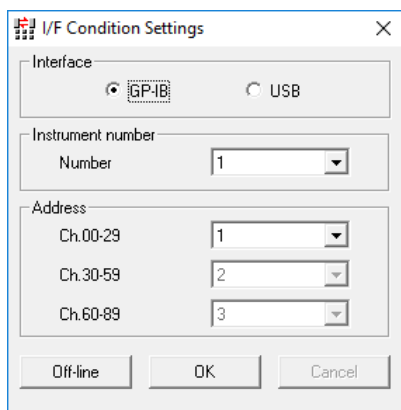 I/F Condition Settings
Interface
GP-IB USB
Instrument number
Number 1
Address
Ch.00-29 1
Ch.30-59 2
Ch.60-89 3
Off-line OK Cancel